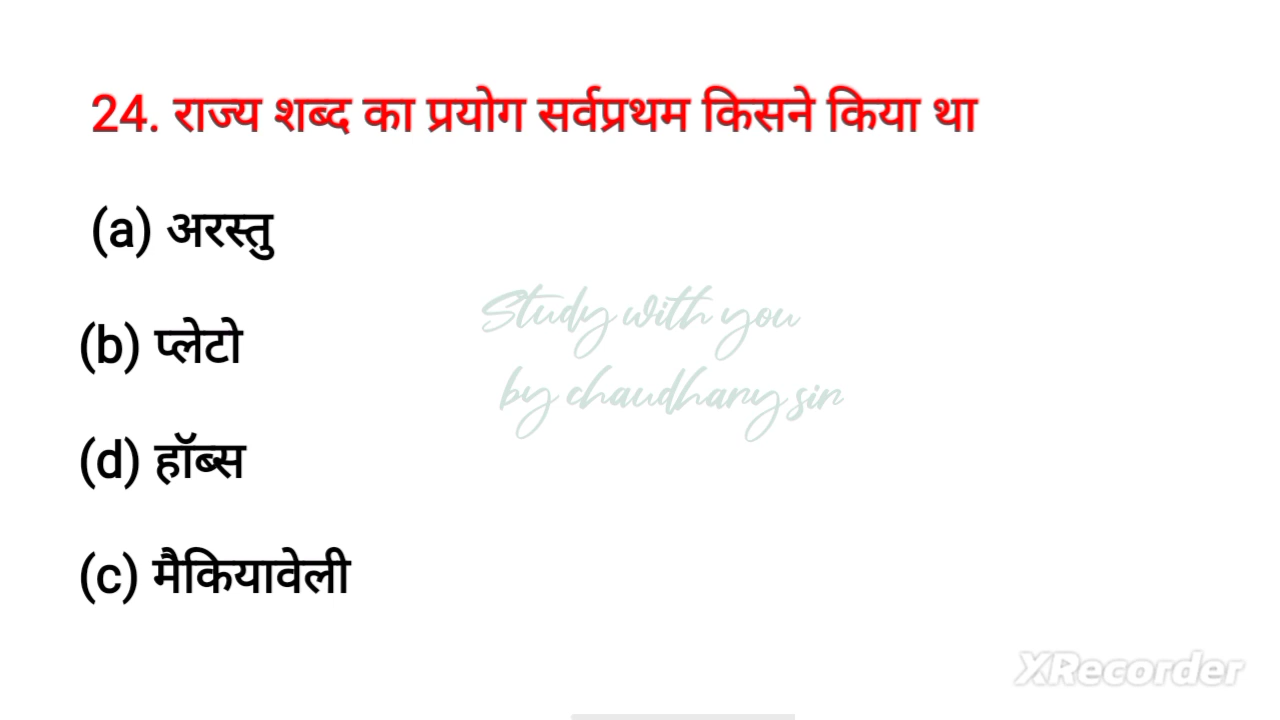 24. राज्य शब्द का प्रयोग सर्वप्रथम किसने किया था
(a) अरस्तु
Study with you
(b) प्लेटो
by chaudhary sir
(d) हॉब्स
(c) मैकियावेली
XRecorder